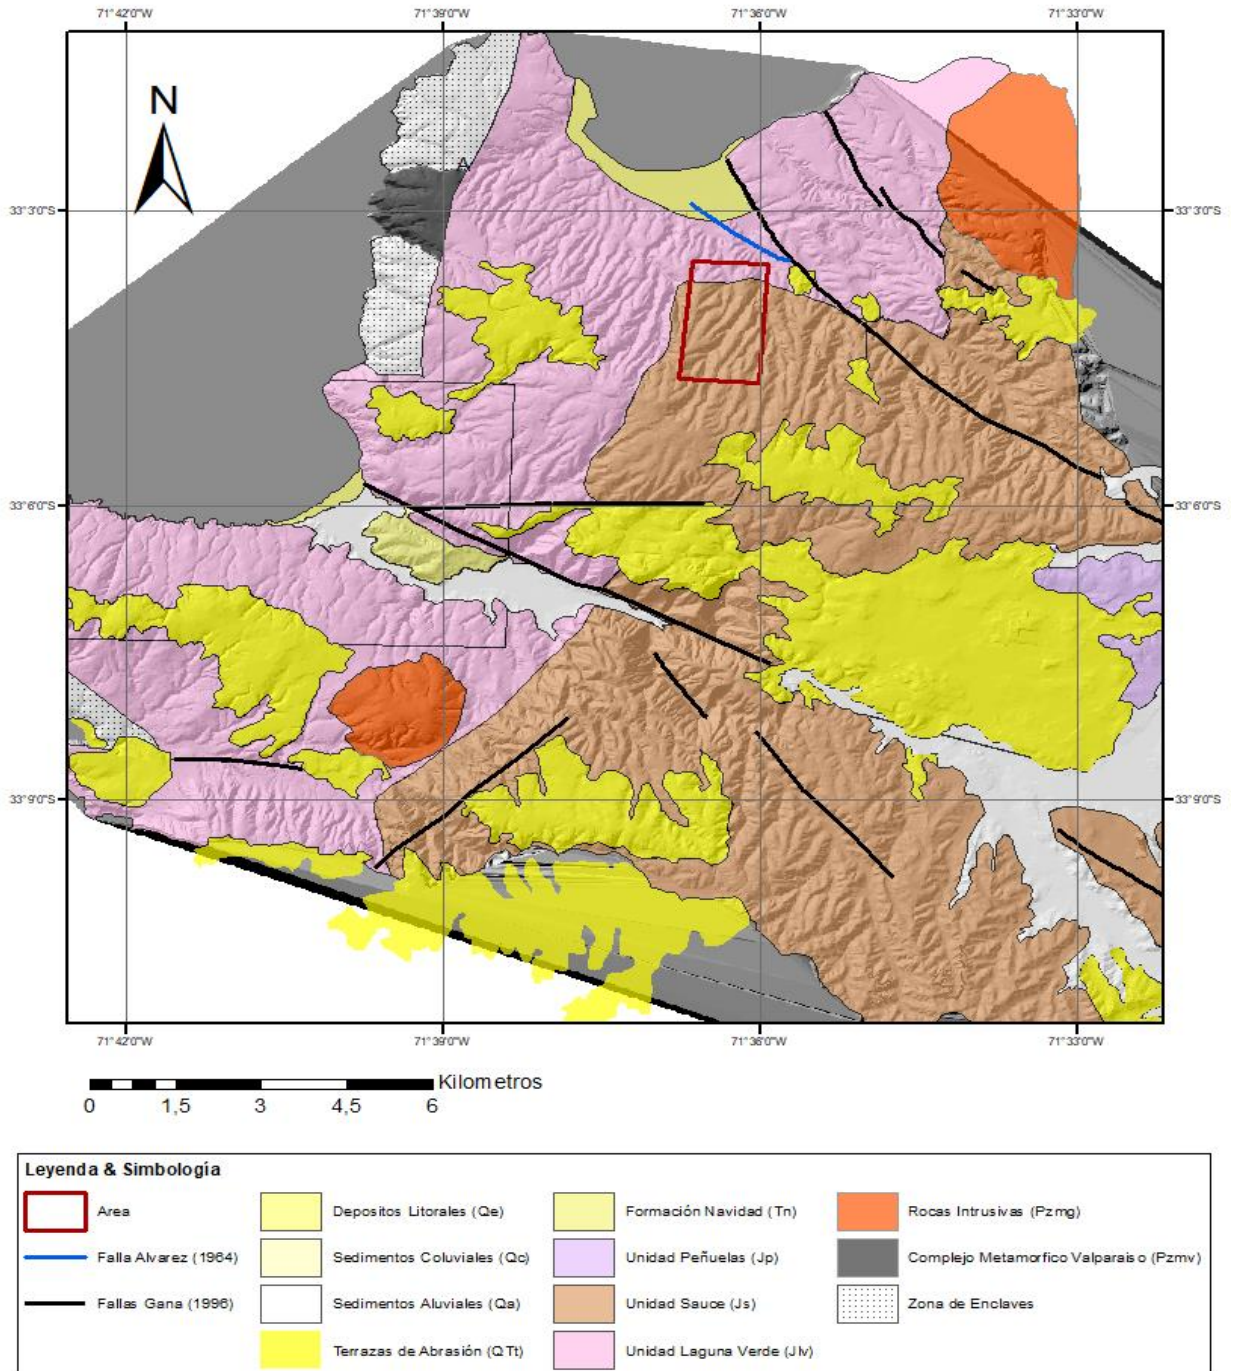 71°42'0"W 71°39'0"W 71°36'0"W 71°33'0"W
N
A
33°3'0"S 33°3'0"S
33°6'0"S 33°6'0"S
33°9'0"S 33°9'0"S
71°42'0"W 71°39'0"W 71°36'0"W 71°33'0"W
Kilometros
0 1,5 3 4,5 6
Leyenda & Simbología
Area Depositos Litorales (Qe) Formación Navidad (Tn) Rocas Intrusivas (Pzmg)
Falla Alvarez (1964) Sedimentos Coluviales (Qc) Unidad Peñuelas (Jp) Complejo Metamorfico Valparaiso (Pzmv)
Fallas Gana (1996) Sedimentos Aluviales (Qa) Unidad Sauce (Js) Zona de Enclaves
Terrazas de Abrasión (QTt) Unidad Laguna Verde (Jlv)